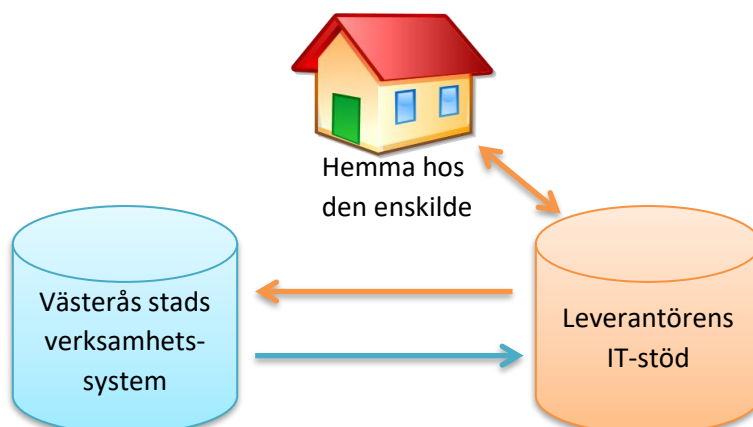 Hemma hos
den enskilde
Västerås stads
verksamhets-
system
Leverantörens
IT-stöd